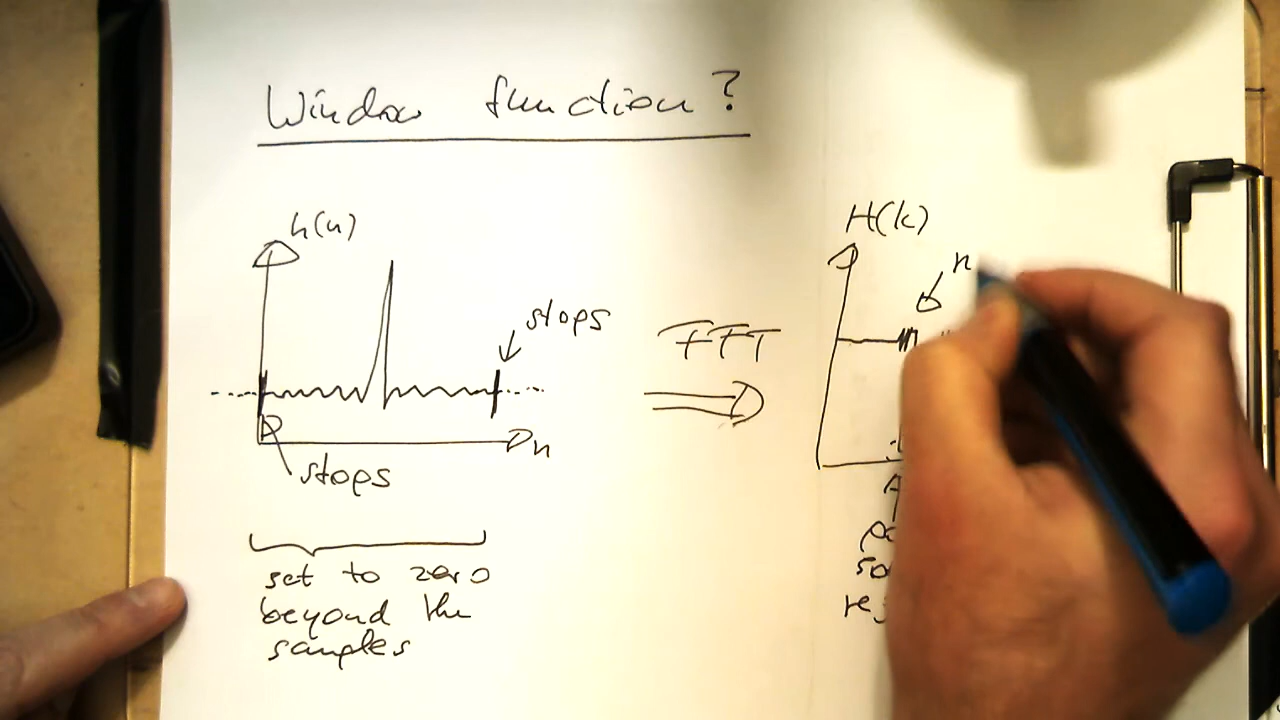 Window function?
h(n)
stops
n
stops
set to zero
beyond the
samples
FFT
H(k)
n